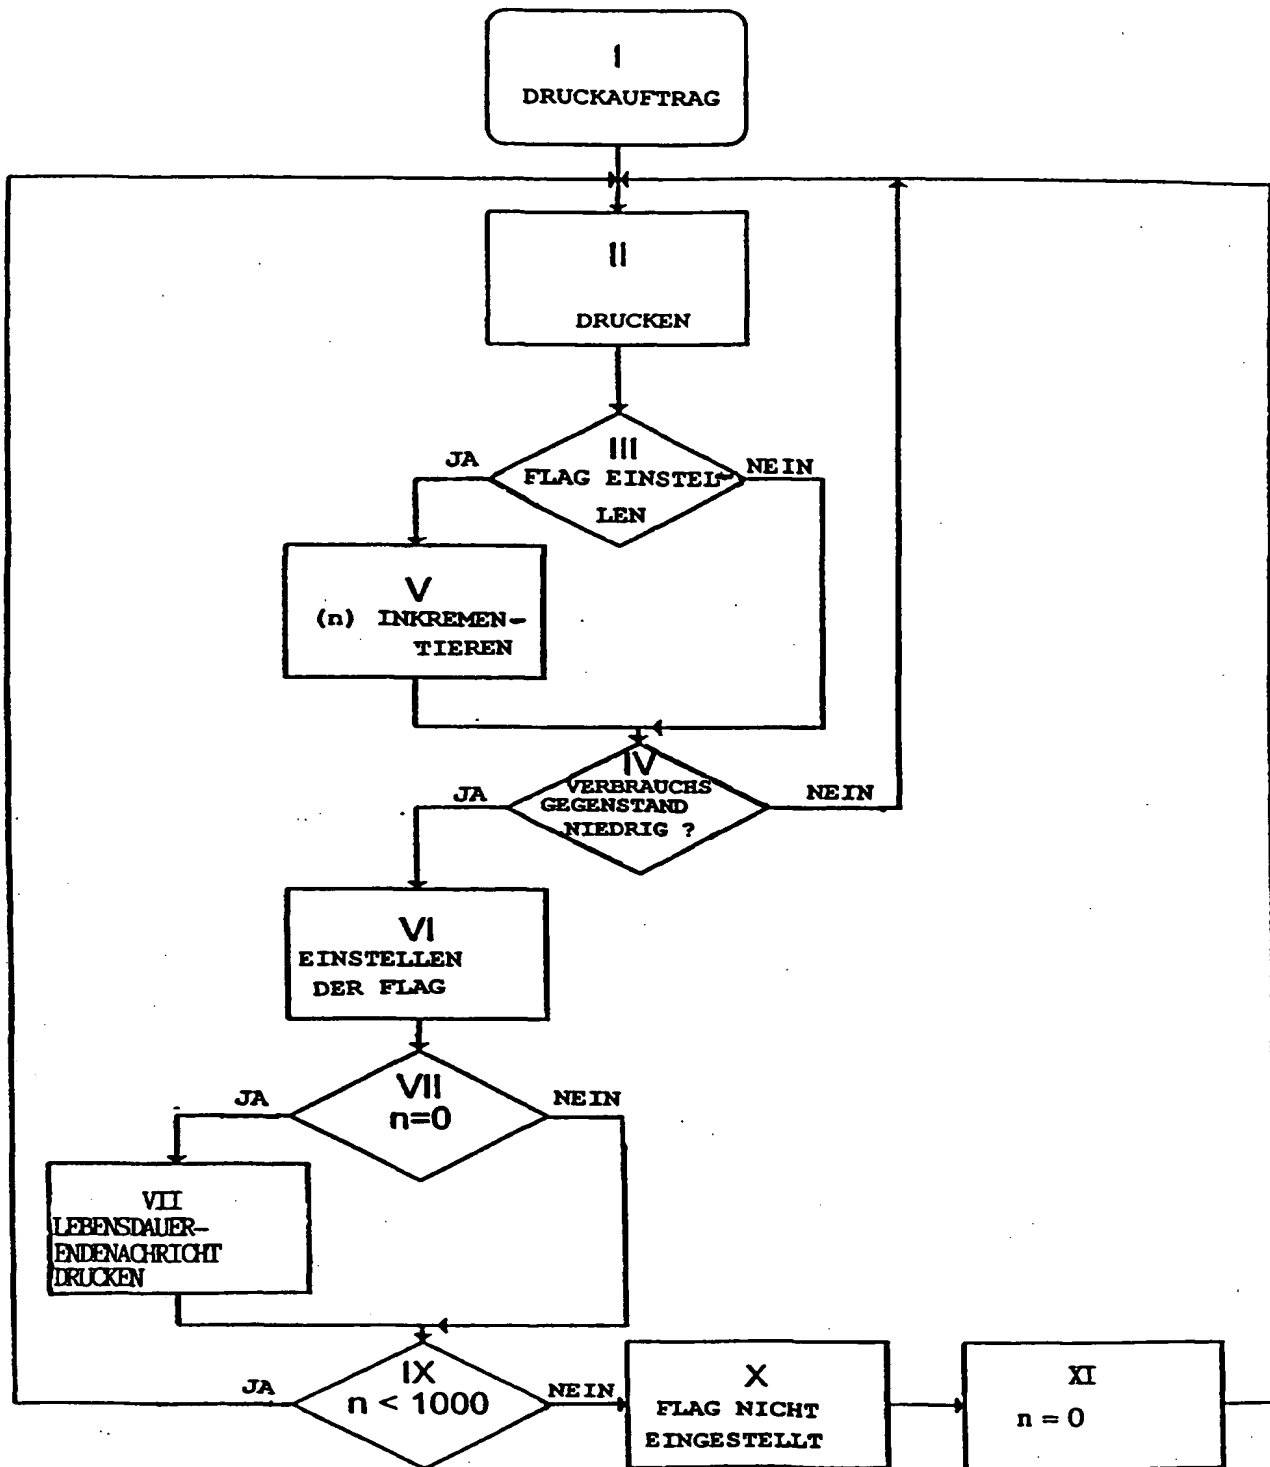 I
DRUCKAUFTRAG
II
DRUCKEN
III
JA
FLAG EINSTEL-
NEIN
LEN
V
(n) INKREMEN-
TIEREN
IV
VERBRAUCHS
JA
GEGENSTAND
NEIN
NIEDRIG ?
VI
EINSTELLEN
DER FLAG
VII
JA
n=0
NEIN
VII
LEBENSDAUER-
ENDENACHRICHT
DRUCKEN
IX
JA
n < 1000
NEIN
X
FLAG NICHT
EINGESTELLT
XI
n = 0